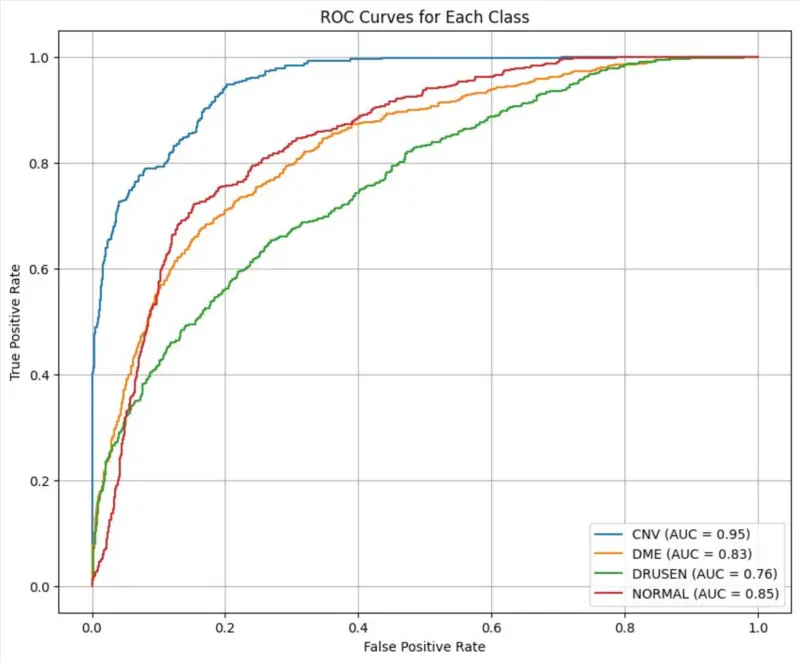 ROC Curves for Each Class
True Positive Rate
1.0
0.8
0.6
0.4
0.2
0.0
CNV (AUC = 0.95)
DME (AUC = 0.83)
DRUSEN (AUC = 0.76)
NORMAL (AUC = 0.85)
0.0 0.2 0.4 0.6 0.8 1.0
False Positive Rate